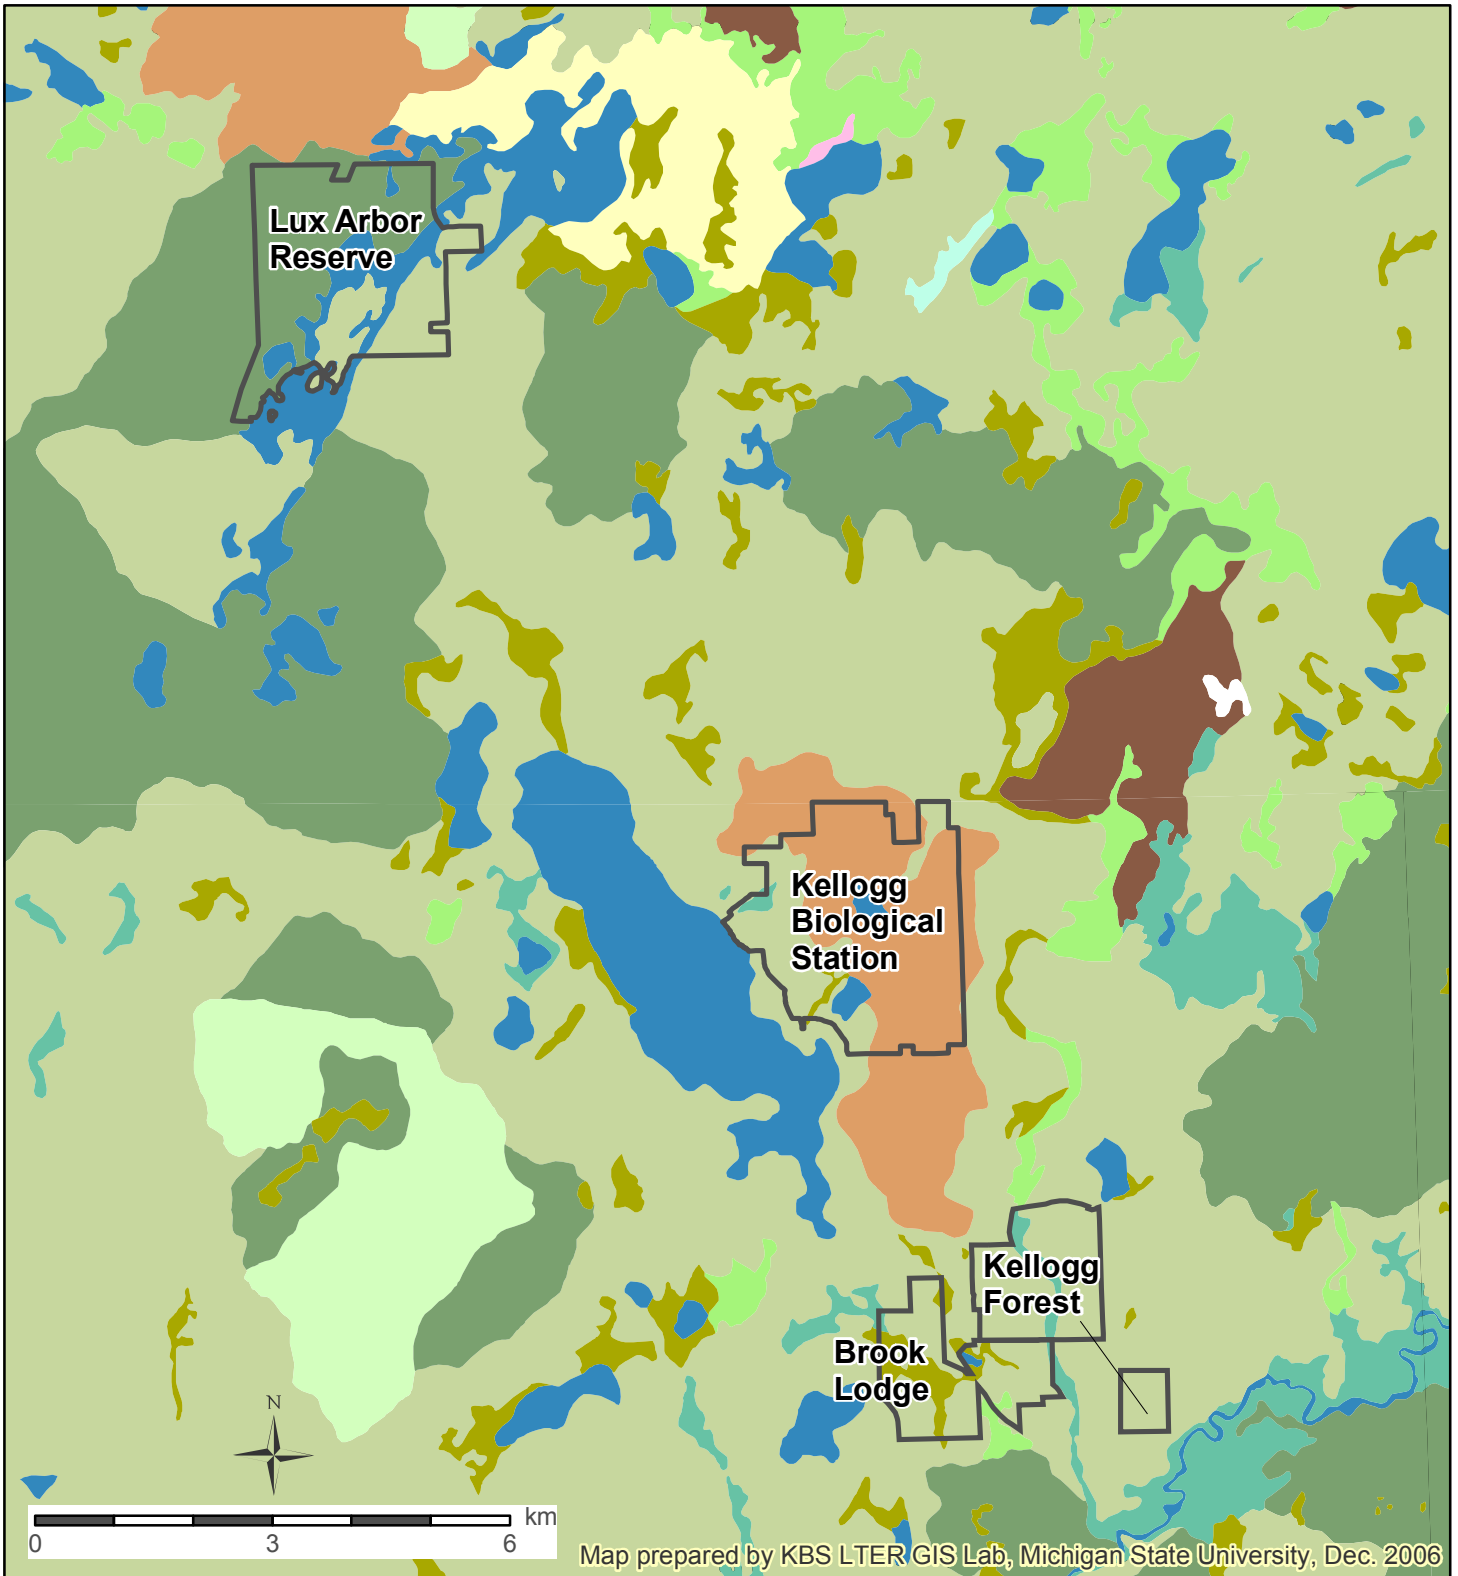 Lux Arbor
Reserve
Kellogg
Biological
Station
Kellogg
Forest
Brook
Lodge
N
km
0 3 6
Map prepared by KBS LTER GIS Lab, Michigan State University, Dec. 2006